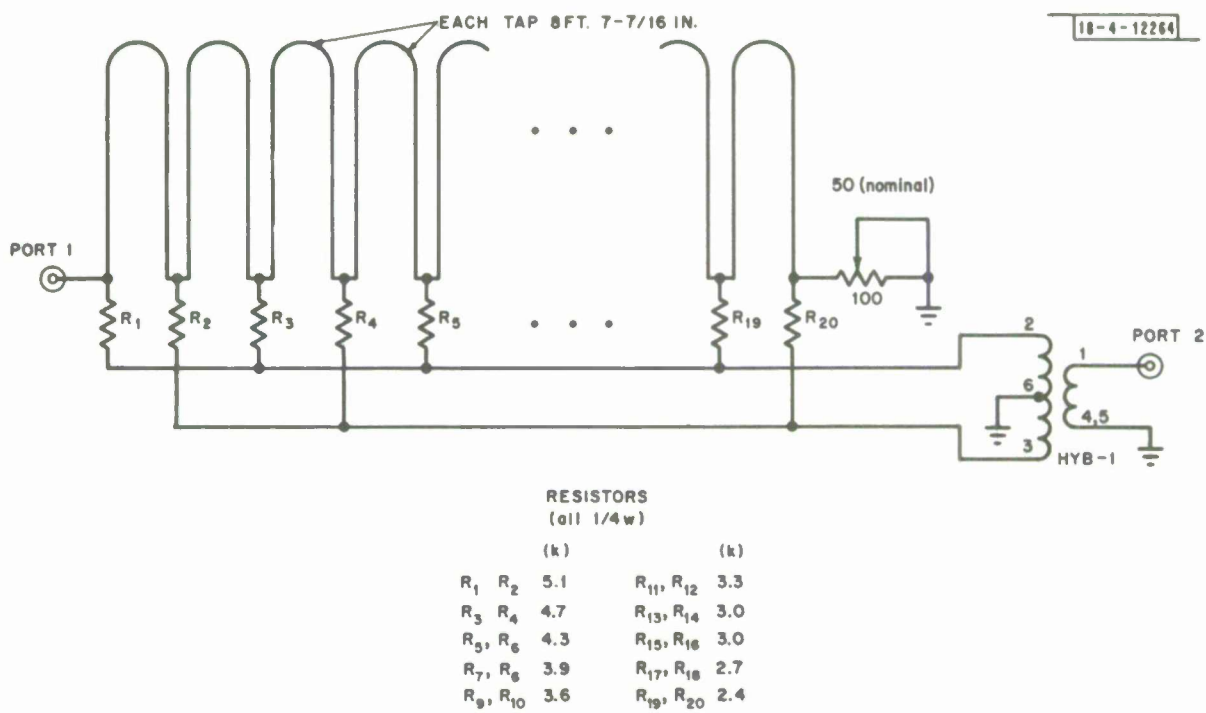 EACH TAP 8FT. 7-7/16 IN.
18-4-12264
50 (nominal)
PORT 1
100
R1
R2
R3
R4
R5
R19
R20
2
1
PORT 2
6
4,5
3
HYB-1
RESISTORS
(all 1/4 w)
(k) (k)
R1 R2 5.1 R11, R12 3.3
R3 R4 4.7 R13, R14 3.0
R5, R6 4.3 R15, R16 3.0
R7, R8 3.9 R17, R18 2.7
R9, R10 3.6 R19, R20 2.4